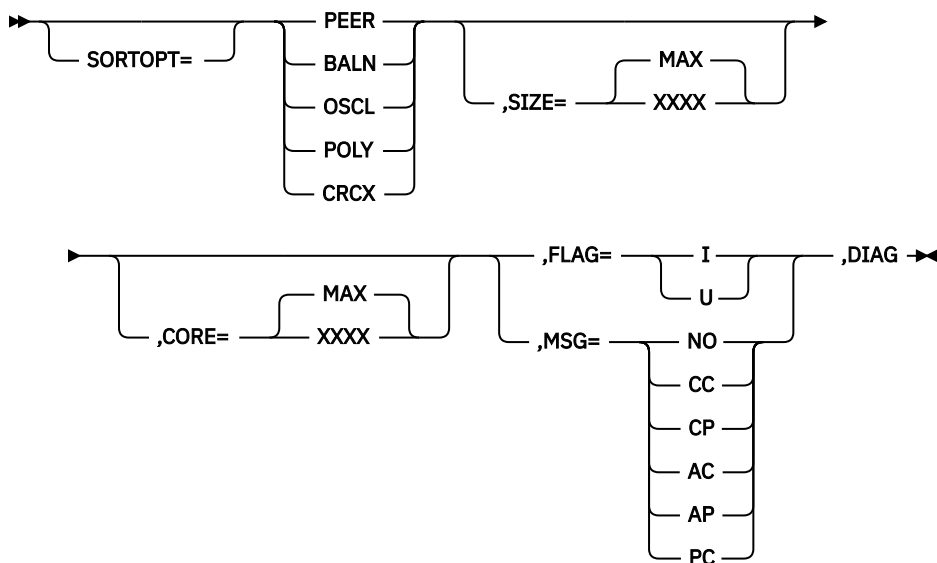 PEER
SORTOPT=
BALN
OSCL
POLY
CRCX
,SIZE=
MAX
XXXX
,CORE=
MAX
XXXX
,FLAG=
I
U
,DIAG
,MSG=
NO
CC
CP
AC
AP
PC